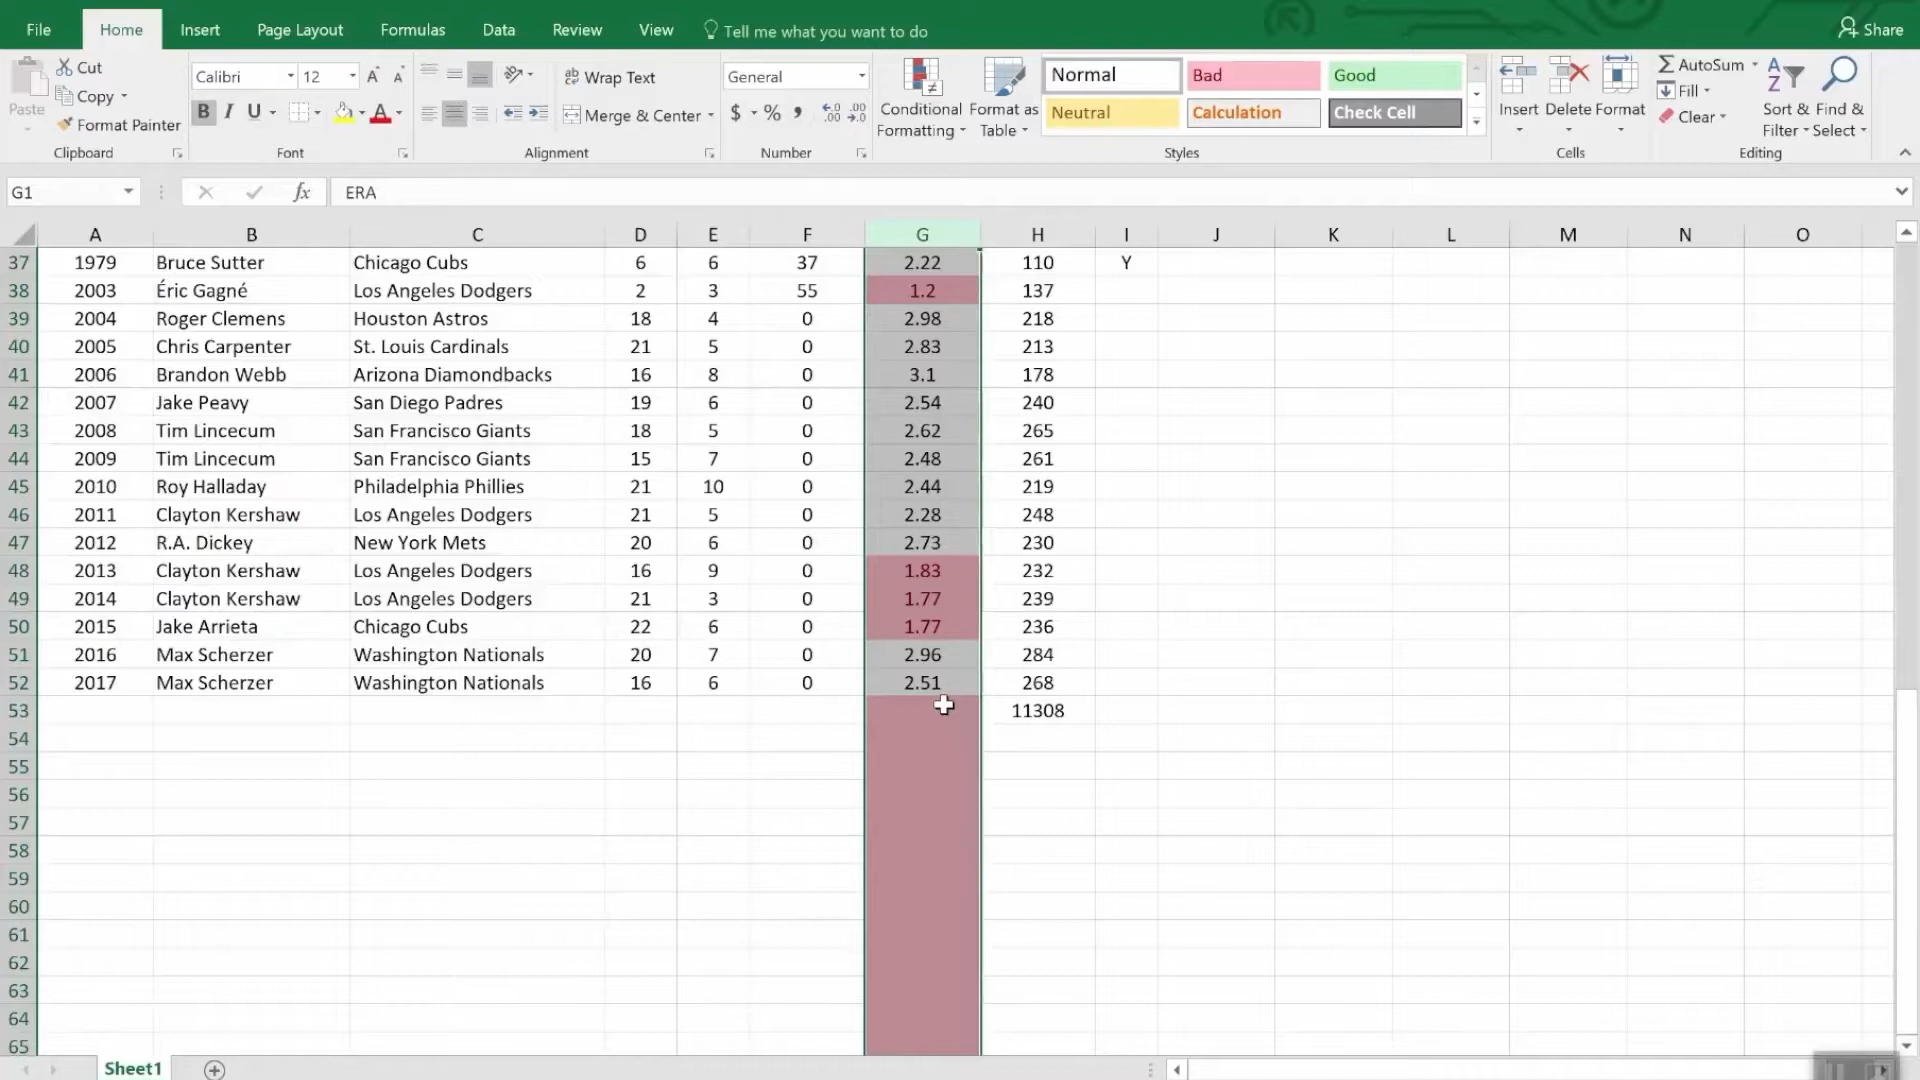 File Home Insert Page Layout Formulas Data Review View Tell me what you want to do Share
Cut
Copy
Format Painter
Paste
Calibri 12 A A
B I U A
ab Wrap Text
Merge & Center
General
$ % , .0 .00 .00 .0
Conditional Formatting
Format as Table
Normal Bad Good
Neutral Calculation Check Cell
Insert Delete Format
AutoSum
Fill
Clear
A Z Sort & Filter
Find & Select
Clipboard Font Alignment Number Styles Cells Editing
G1 fx ERA
A B C D E F G H I J K L M N O
37 1979 Bruce Sutter Chicago Cubs 6 6 37 2.22 110 Y
38 2003 Éric Gagné Los Angeles Dodgers 2 3 55 1.2 137
39 2004 Roger Clemens Houston Astros 18 4 0 2.98 218
40 2005 Chris Carpenter St. Louis Cardinals 21 5 0 2.83 213
41 2006 Brandon Webb Arizona Diamondbacks 16 8 0 3.1 178
42 2007 Jake Peavy San Diego Padres 19 6 0 2.54 240
43 2008 Tim Lincecum San Francisco Giants 18 5 0 2.62 265
44 2009 Tim Lincecum San Francisco Giants 15 7 0 2.48 261
45 2010 Roy Halladay Philadelphia Phillies 21 10 0 2.44 219
46 2011 Clayton Kershaw Los Angeles Dodgers 21 5 0 2.28 248
47 2012 R.A. Dickey New York Mets 20 6 0 2.73 230
48 2013 Clayton Kershaw Los Angeles Dodgers 16 9 0 1.83 232
49 2014 Clayton Kershaw Los Angeles Dodgers 21 3 0 1.77 239
50 2015 Jake Arrieta Chicago Cubs 22 6 0 1.77 236
51 2016 Max Scherzer Washington Nationals 20 7 0 2.96 284
52 2017 Max Scherzer Washington Nationals 16 6 0 2.51 268
53 11308
54
55
56
57
58
59
60
61
62
63
64
65
Sheet1